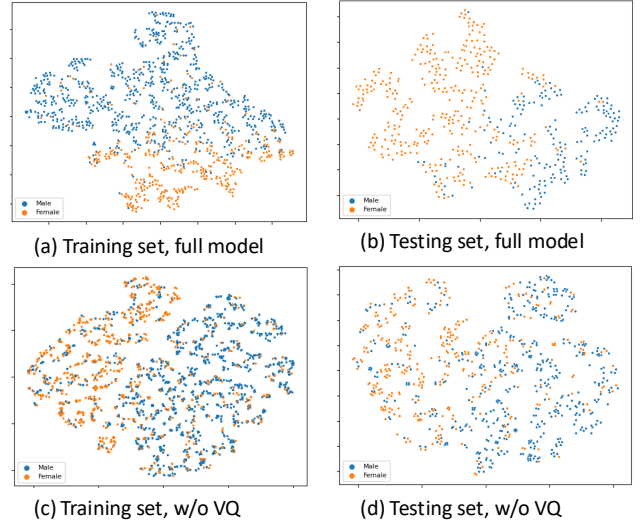 Male
Female
Male
Female
(a) Training set, full model
(b) Testing set, full model
Male
Female
Male
Female
(c) Training set, w/o VQ
(d) Testing set, w/o VQ